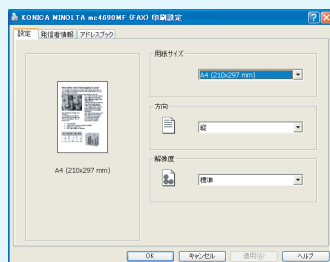 KONICA MINOLTA mc4690MF (FAX) 印刷設定
設定 発信者情報 アドレスブック
用紙サイズ
A4 (210x297 mm)
方向
縦
解像度
標準
A4 (210x297 mm)
OK キャンセル 適用(A) ヘルプ